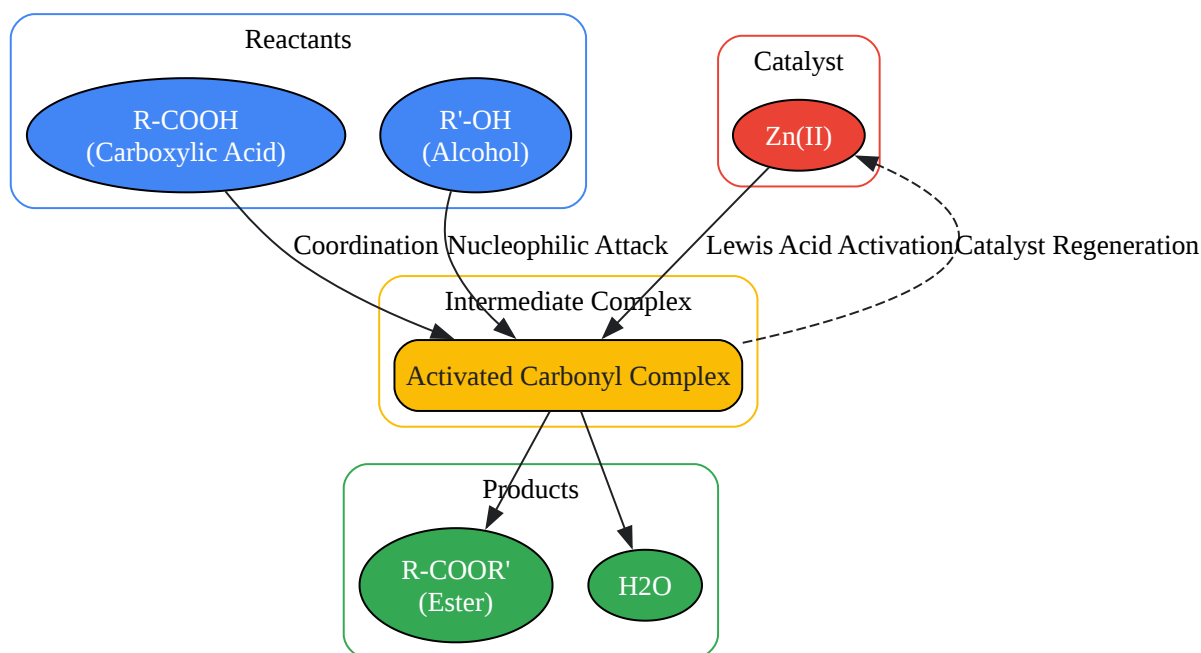 Reactants
R-COOH
(Carboxylic Acid)
R'-OH
(Alcohol)
Catalyst
Zn(II)
Coordination
Nucleophilic Attack
Lewis Acid Activation
Catalyst Regeneration
Intermediate Complex
Activated Carbonyl Complex
Products
R-COOR'
(Ester)
H2O